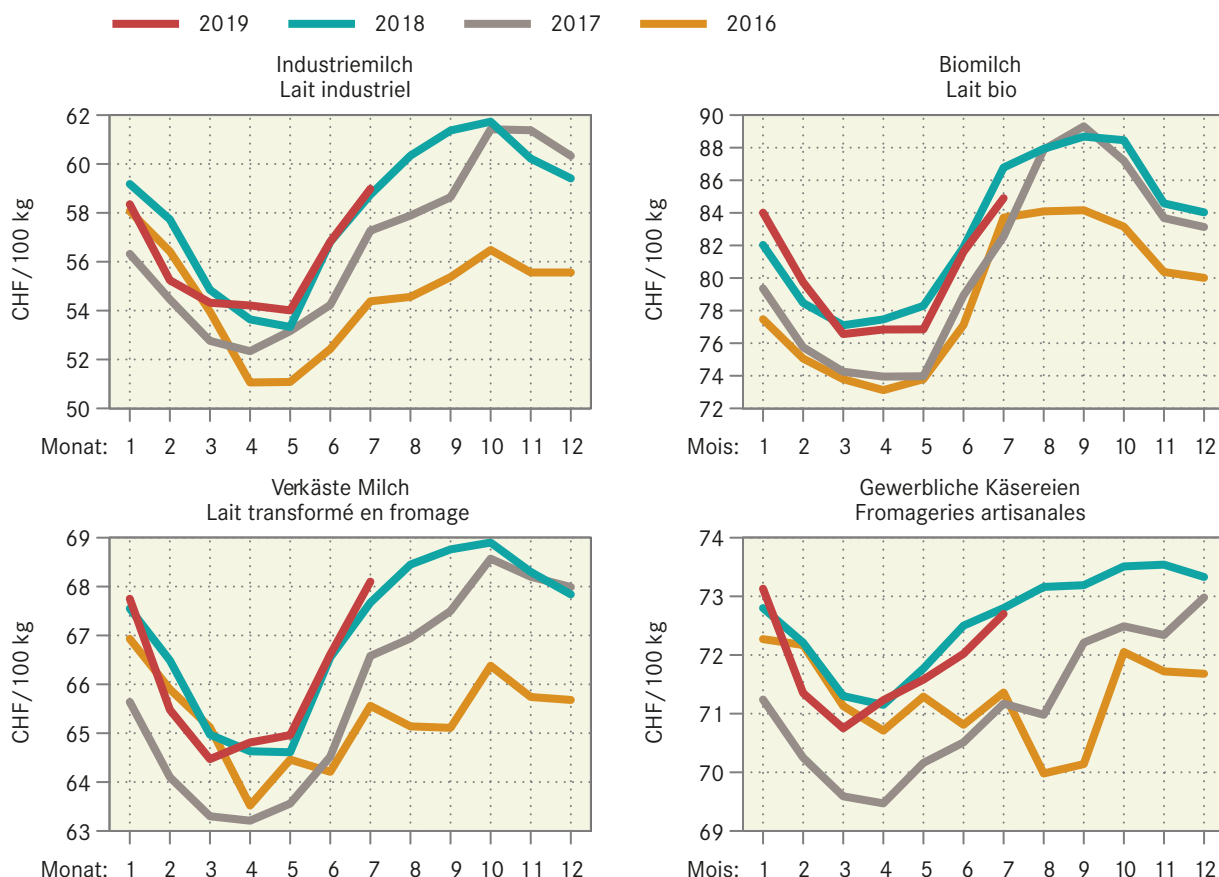 2019 2018 2017 2016
Industriemilch
Lait industriel
CHF / 100 kg
62
60
58
56
54
52
50
Monat: 1 2 3 4 5 6 7 8 9 10 11 12
Biomilch
Lait bio
CHF / 100 kg
90
88
86
84
82
80
78
76
74
72
Mois: 1 2 3 4 5 6 7 8 9 10 11 12
Verkäste Milch
Lait transformé en fromage
CHF / 100 kg
69
68
67
66
65
64
63
Monat: 1 2 3 4 5 6 7 8 9 10 11 12
Gewerbliche Käsereien
Fromageries artisanales
CHF / 100 kg
74
73
72
71
70
69
Mois: 1 2 3 4 5 6 7 8 9 10 11 12